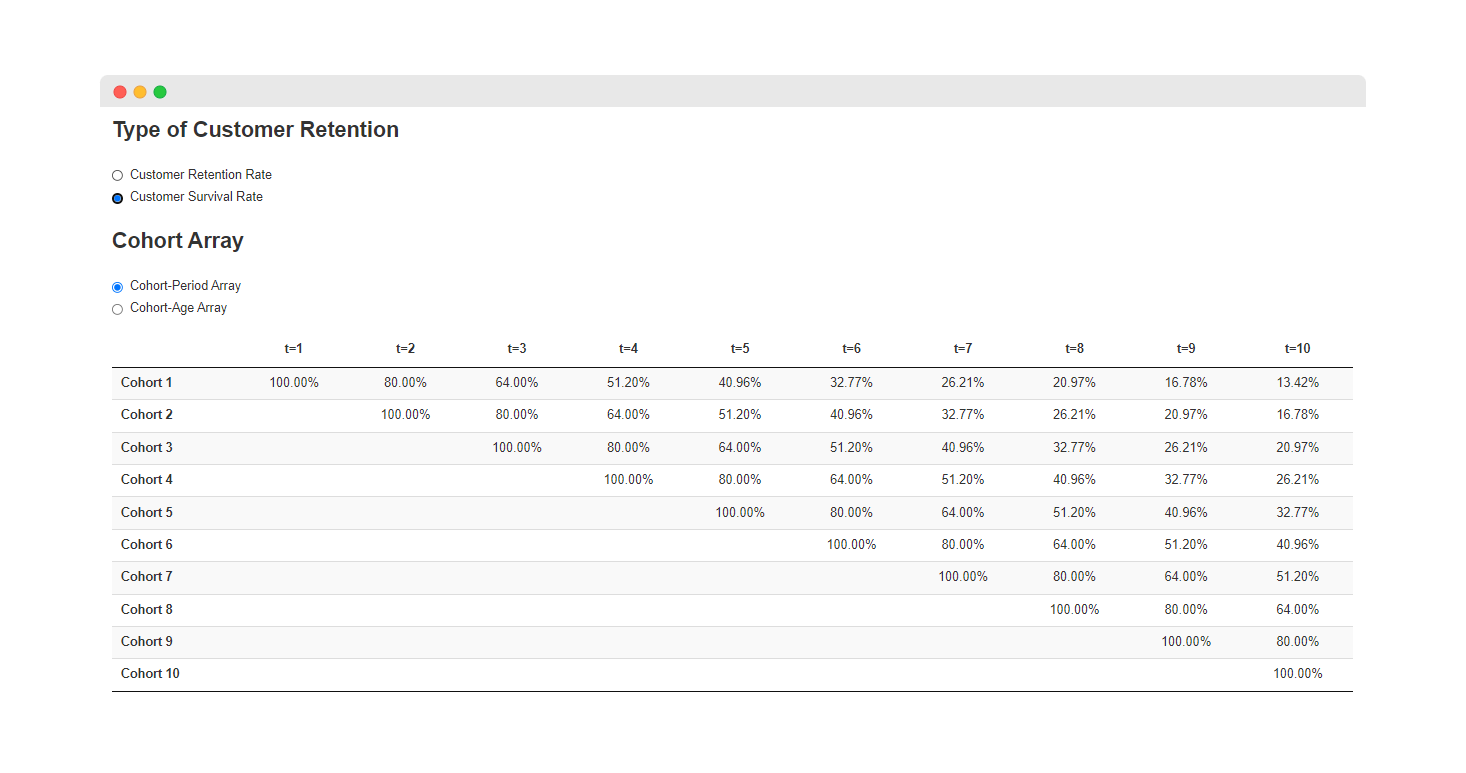 Type of Customer Retention
Customer Retention Rate
Customer Survival Rate
Cohort Array
Cohort-Period Array
Cohort-Age Array
t=1 t=2 t=3 t=4 t=5 t=6 t=7 t=8 t=9 t=10
Cohort 1 100.00% 80.00% 64.00% 51.20% 40.96% 32.77% 26.21% 20.97% 16.78% 13.42%
Cohort 2 100.00% 80.00% 64.00% 51.20% 40.96% 32.77% 26.21% 20.97% 16.78%
Cohort 3 100.00% 80.00% 64.00% 51.20% 40.96% 32.77% 26.21% 20.97%
Cohort 4 100.00% 80.00% 64.00% 51.20% 40.96% 32.77% 26.21%
Cohort 5 100.00% 80.00% 64.00% 51.20% 40.96% 32.77%
Cohort 6 100.00% 80.00% 64.00% 51.20% 40.96%
Cohort 7 100.00% 80.00% 64.00% 51.20%
Cohort 8 100.00% 80.00% 64.00%
Cohort 9 100.00% 80.00%
Cohort 10 100.00%